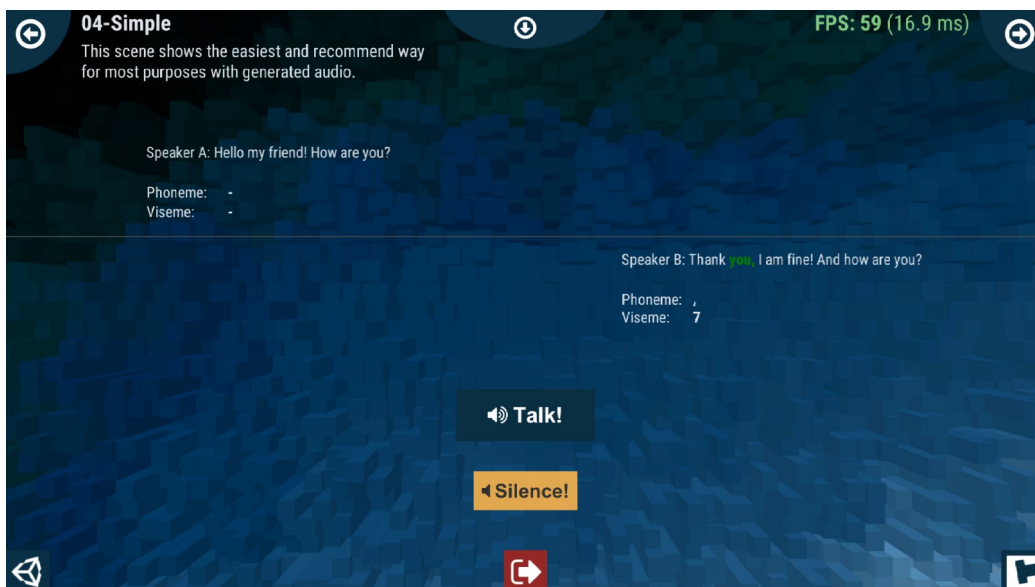 04-Simple
This scene shows the easiest and recommend way
for most purposes with generated audio.
FPS: 59 (16.9 ms)
Speaker A: Hello my friend! How are you?
Phoneme: -
Viseme: -
Speaker B: Thank you, I am fine! And how are you?
Phoneme: ,
Viseme: 7
Talk!
Silence!